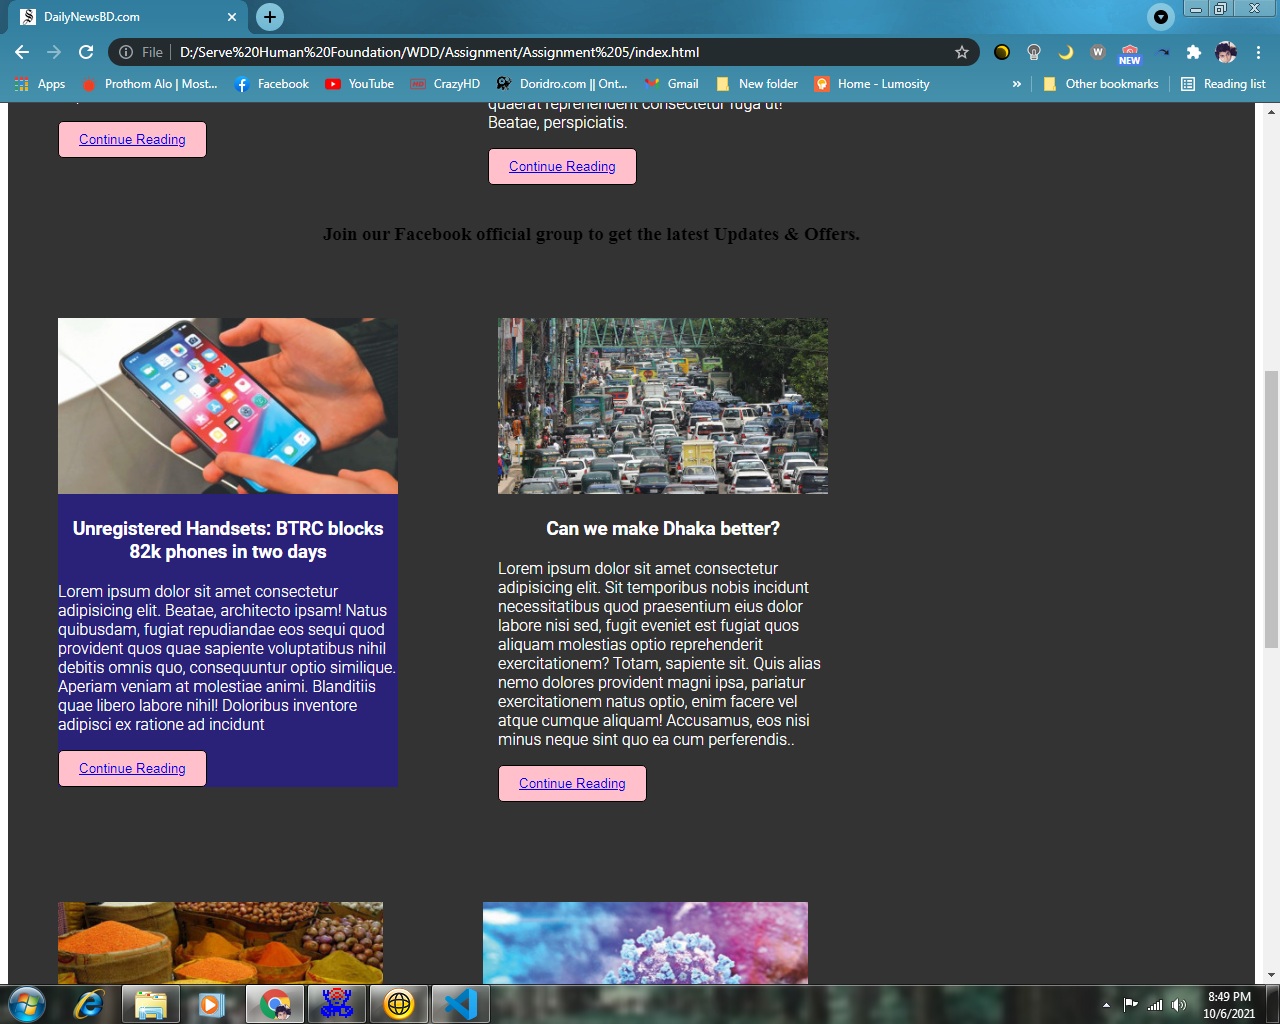 DailyNewsBD.com
File D:/Serve%20Human%20Foundation/WDD/Assignment/Assignment%205/index.html
NEW
Apps Prothom Alo | Most... Facebook YouTube HD CrazyHD Doridro.com || Ont... Gmail New folder Home - Lumosity » Other bookmarks Reading list
quaerat reprehenderit consectetur fuga ut!
Beatae, perspiciatis.
Continue Reading
Continue Reading
Join our Facebook official group to get the latest Updates & Offers.
Unregistered Handsets: BTRC blocks
82k phones in two days
Lorem ipsum dolor sit amet consectetur
adipisicing elit. Beatae, architecto ipsam! Natus
quibusdam, fugiat repudiandae eos sequi quod
provident quos quae sapiente voluptatibus nihil
debitis omnis quo, consequuntur optio similique.
Aperiam veniam at molestiae animi. Blanditiis
quae libero labore nihil! Doloribus inventore
adipisci ex ratione ad incidunt
Continue Reading
Can we make Dhaka better?
Lorem ipsum dolor sit amet consectetur
adipisicing elit. Sit temporibus nobis incidunt
necessitatibus quod praesentium eius dolor
labore nisi sed, fugit eveniet est fugiat quos
aliquam molestias optio reprehenderit
exercitationem? Totam, sapiente sit. Quis alias
nemo dolores provident magni ipsa, pariatur
exercitationem natus optio, enim facere vel
atque cumque aliquam! Accusamus, eos nisi
minus neque sint quo ea cum perferendis..
Continue Reading
8:49 PM
10/6/2021